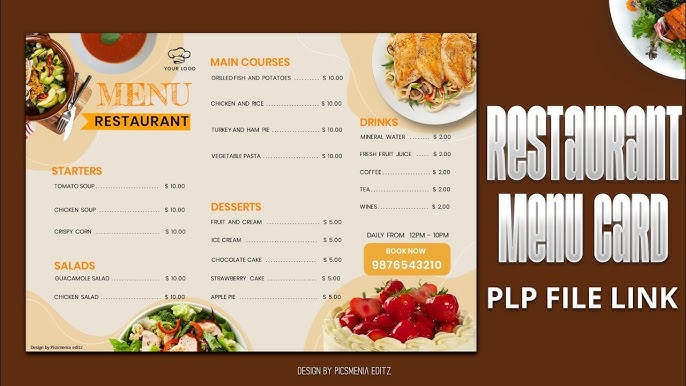 YOUR LOGO
MENU
RESTAURANT
STARTERS
TOMATO SOUP ........................ $ 10.00
CHICKEN SOUP ..................... $ 10.00
CRISPY CORN ....................... $ 10.00
SALADS
GUACAMOLE SALAD ................. $ 10.00
CHICKEN SALAD .................... $ 10.00
MAIN COURSES
GRILLED FISH AND POTATOES .......... $ 10.00
CHICKEN AND RICE ..................... $ 10.00
TURKEY AND HAM PIE ................... $ 10.00
VEGETABLE PASTA ...................... $ 10.00
DESSERTS
FRUIT AND CREAM .................... $ 5.00
ICE CREAM .......................... $ 5.00
CHOCOLATE CAKE ..................... $ 5.00
STRAWBERRY CAKE .................... $ 5.00
APPLE PIE .......................... $ 5.00
DRINKS
MINERAL WATER ........ $ 2.00
FRESH FRUIT JUICE .... $ 2.00
COFFEE ............... $ 2.00
TEA .................. $ 2.00
WINES ................ $ 2.00
DAILY FROM 12PM - 10PM
BOOK NOW
9876543210
Design by Picsmenia editz
RESTAURANT
MENU CARD
PLP FILE LINK
DESIGN BY PICSMENIA EDITZ